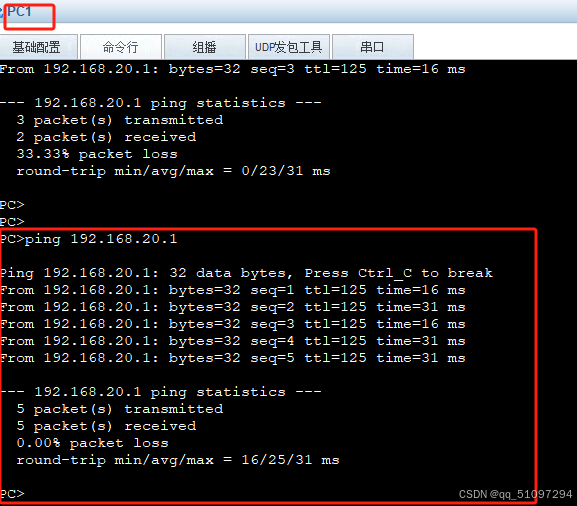 PC1
基础配置 命令行 组播 UDP发包工具 串口
From 192.168.20.1: bytes=32 seq=3 ttl=125 time=16 ms
--- 192.168.20.1 ping statistics ---
3 packet(s) transmitted
2 packet(s) received
33.33% packet loss
round-trip min/avg/max = 0/23/31 ms
PC>
PC>
PC>ping 192.168.20.1
Ping 192.168.20.1: 32 data bytes, Press Ctrl_C to break
From 192.168.20.1: bytes=32 seq=1 ttl=125 time=16 ms
From 192.168.20.1: bytes=32 seq=2 ttl=125 time=31 ms
From 192.168.20.1: bytes=32 seq=3 ttl=125 time=16 ms
From 192.168.20.1: bytes=32 seq=4 ttl=125 time=31 ms
From 192.168.20.1: bytes=32 seq=5 ttl=125 time=31 ms
--- 192.168.20.1 ping statistics ---
5 packet(s) transmitted
5 packet(s) received
0.00% packet loss
round-trip min/avg/max = 16/25/31 ms
PC>
CSDN @qq_51097294